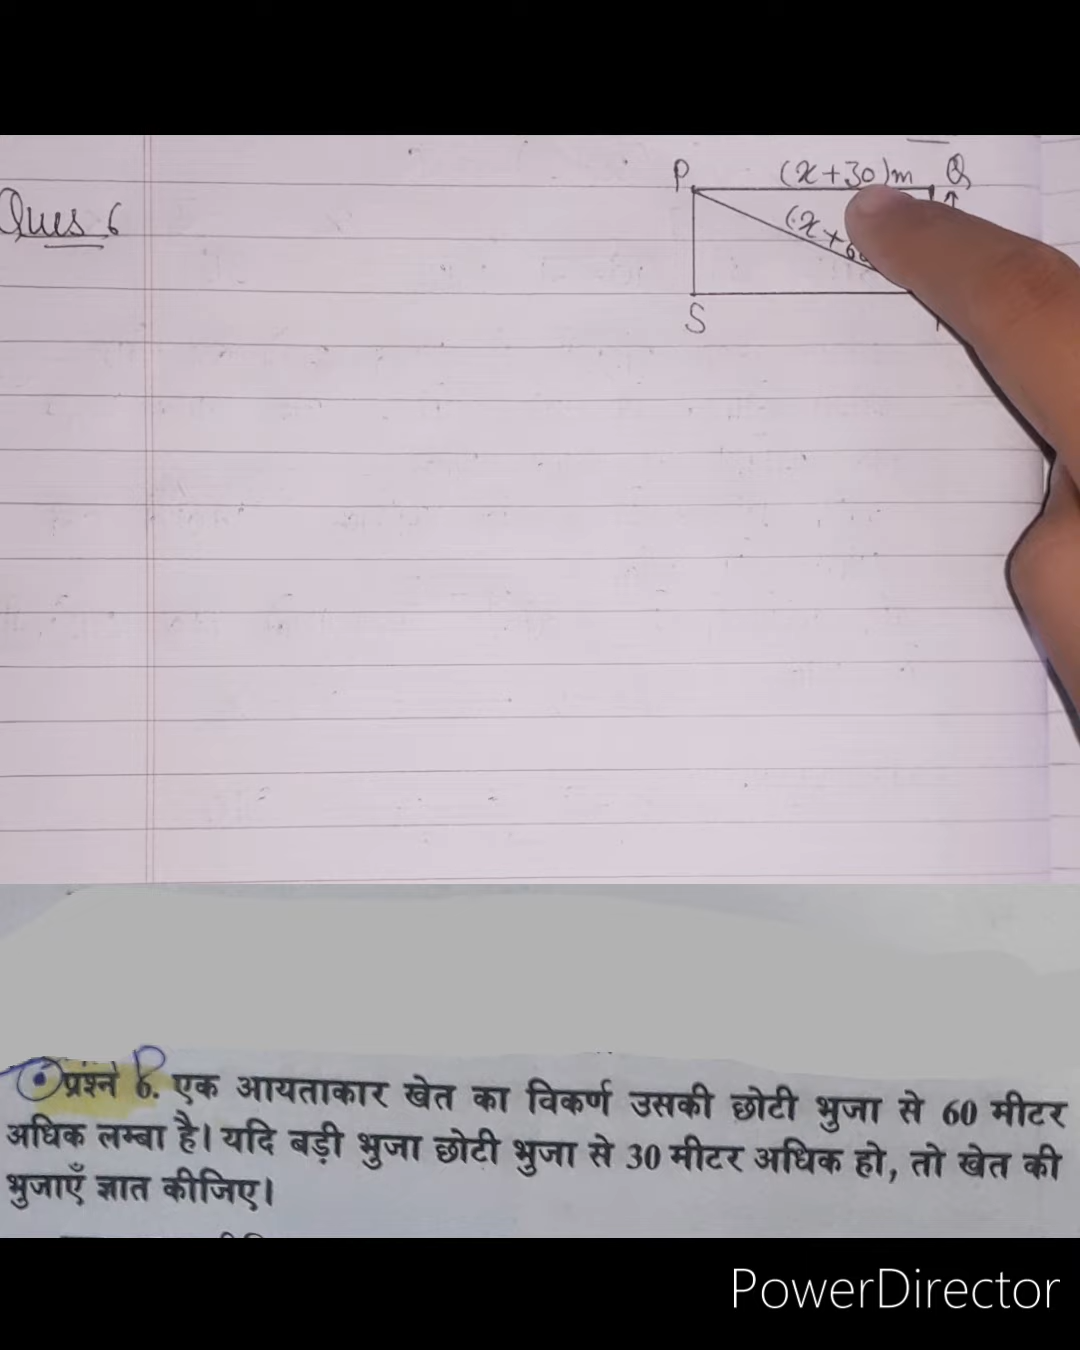 Ques 6
P (x+30)m Q
(x+60
S
प्रश्न 6. एक आयताकार खेत का विकर्ण उसकी छोटी भुजा से 60 मीटर
अधिक लम्बा है। यदि बड़ी भुजा छोटी भुजा से 30 मीटर अधिक हो, तो खेत की
भुजाएँ ज्ञात कीजिए।
PowerDirector